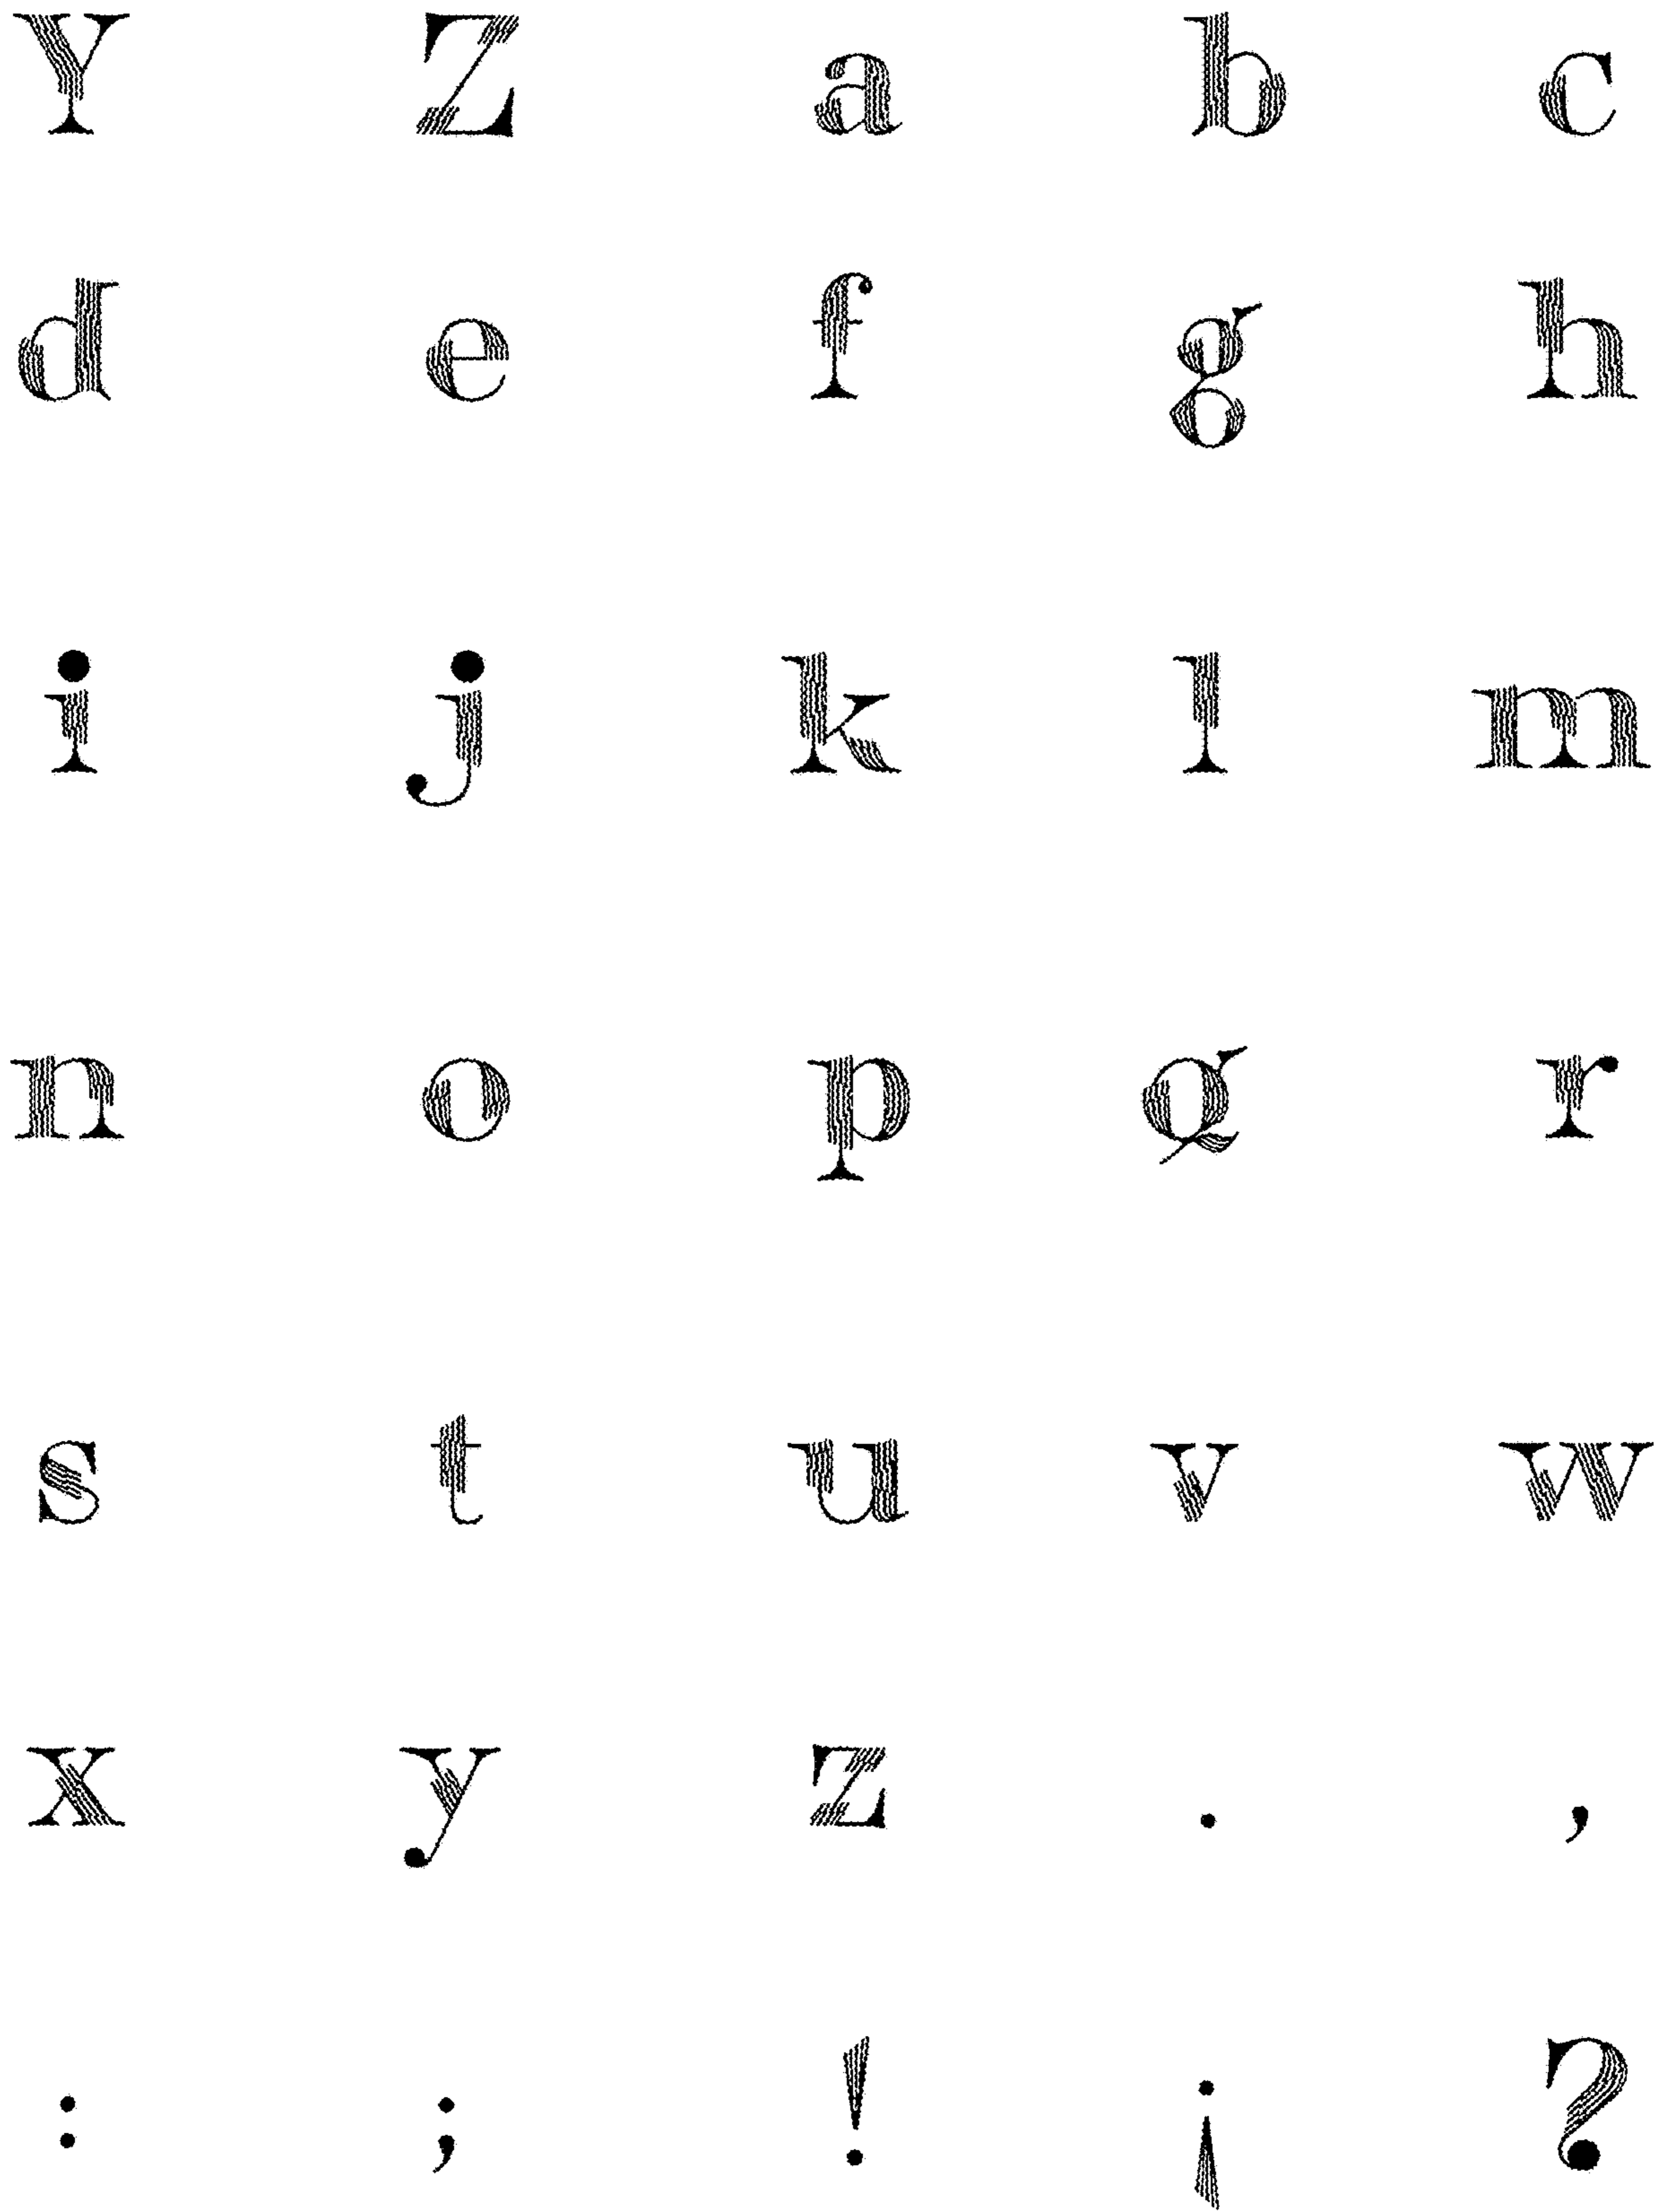 Y Z a b c
d e f g h
i j k l m
n o p q r
s t u v w
x y z . ,
: ; ! ¡ ?